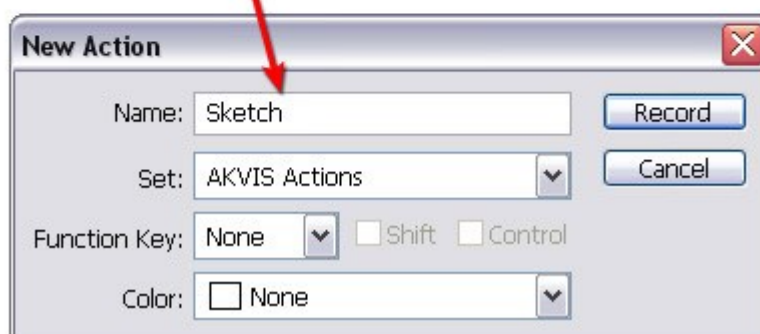 New Action
Name: Sketch Record
Set: AKVIS Actions Cancel
Function Key: None Shift Control
Color: None